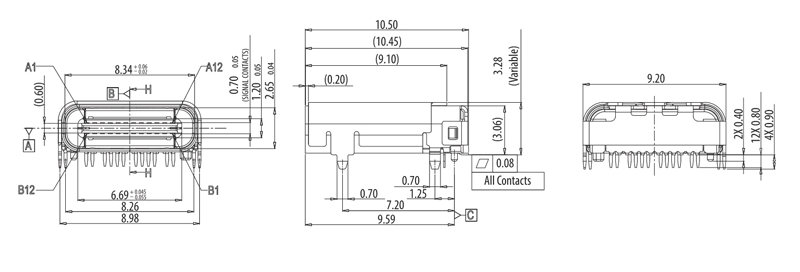 8.34 +0.06 -0.02
A1
A12
B
H
(0.60)
A
0.70 0.05
(SIGNAL CONTACTS)
1.20 0.05
2.65 0.04
B12
H
B1
6.69 +0.045 -0.055
8.26
8.98
10.50
(10.45)
(9.10)
(0.20)
3.28
(Variable)
(3.06)
0.08
All Contacts
0.70
0.70
1.25
7.20
C
9.59
9.20
2X 0.40
12X 0.80
4X 0.90